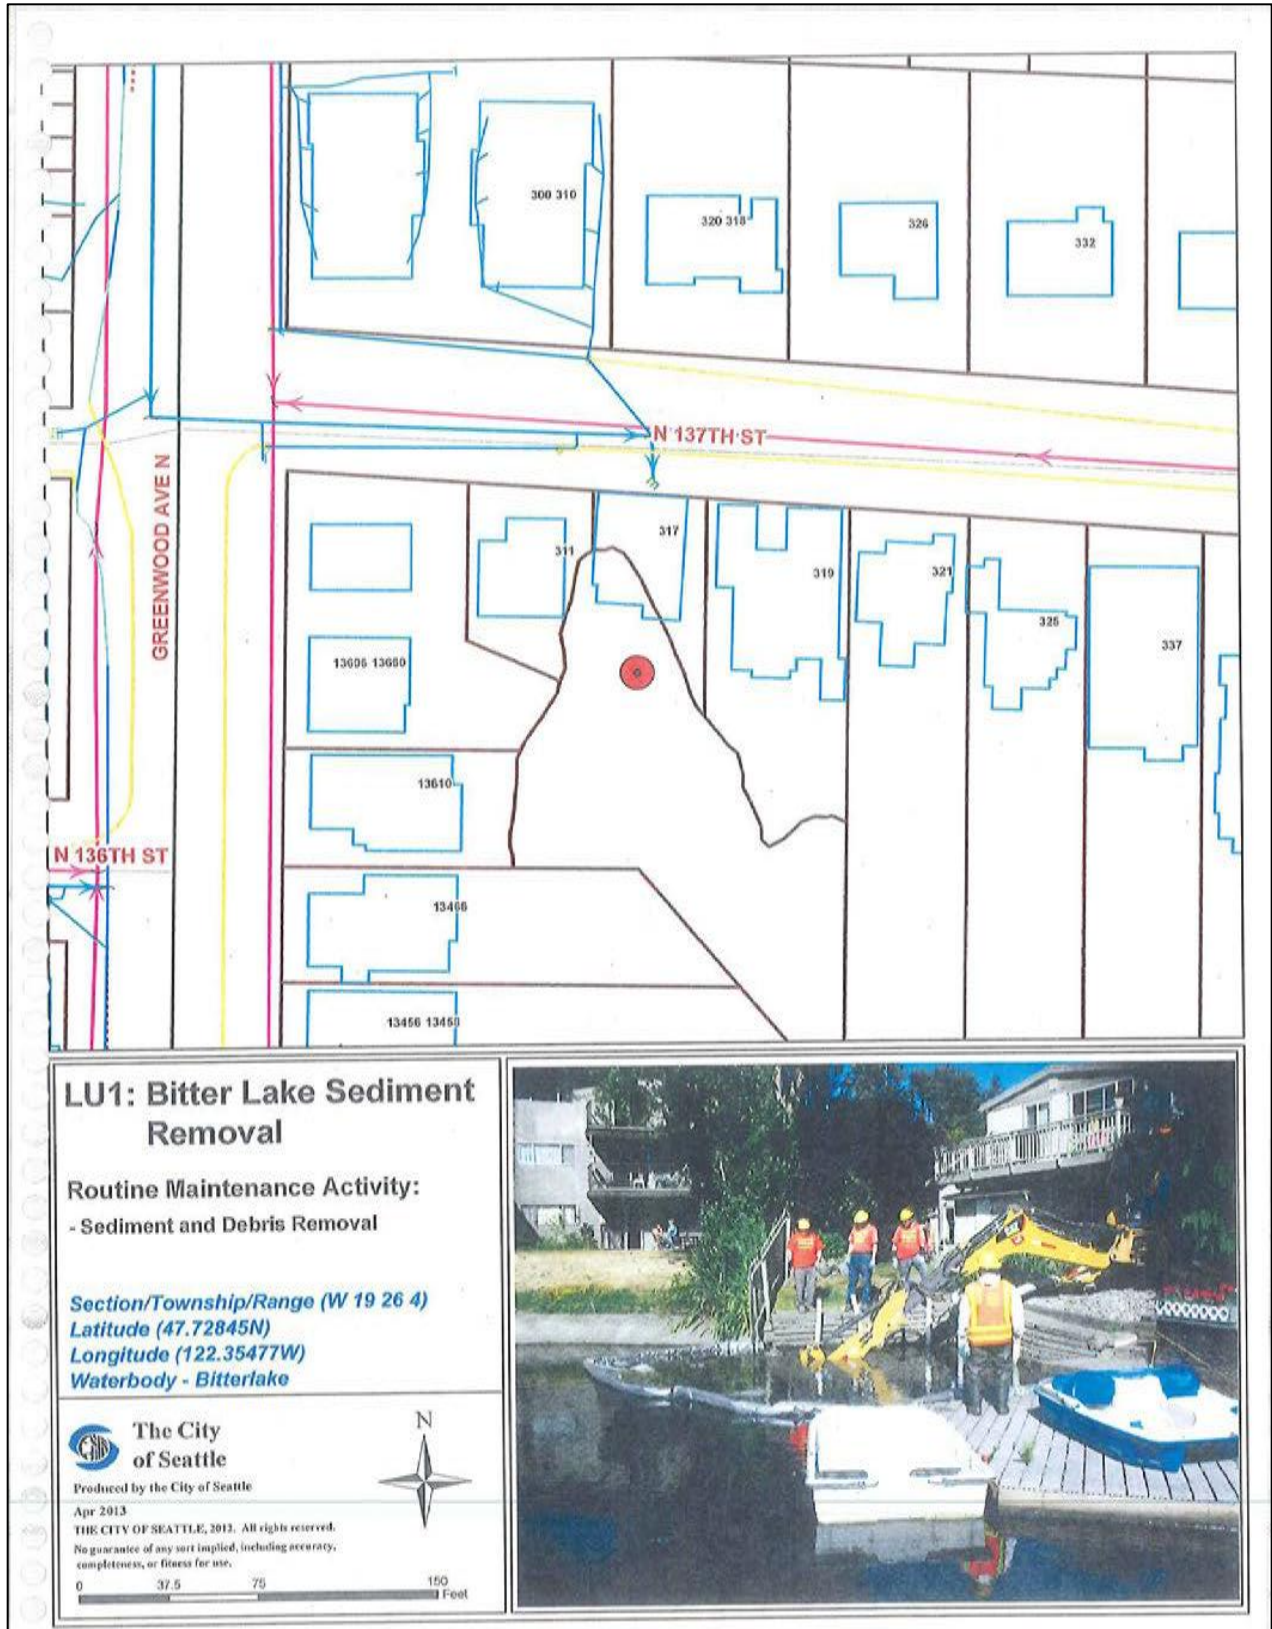 300 310
320 318
326
332
N 137TH ST
GREENWOOD AVE N
317
311
319
321
325
337
13606 13660
13610
N 136TH ST
13466
13456 13458
LU1: Bitter Lake Sediment
Removal
Routine Maintenance Activity:
- Sediment and Debris Removal
Section/Township/Range (W 19 26 4)
Latitude (47.72845N)
Longitude (122.35477W)
Waterbody - Bitterlake
The City
of Seattle
N
Produced by the City of Seattle
Apr 2013
THE CITY OF SEATTLE, 2013. All rights reserved.
No guarantee of any sort implied, including accuracy,
completeness, or fitness for use.
0 37.5 75 150
Feet